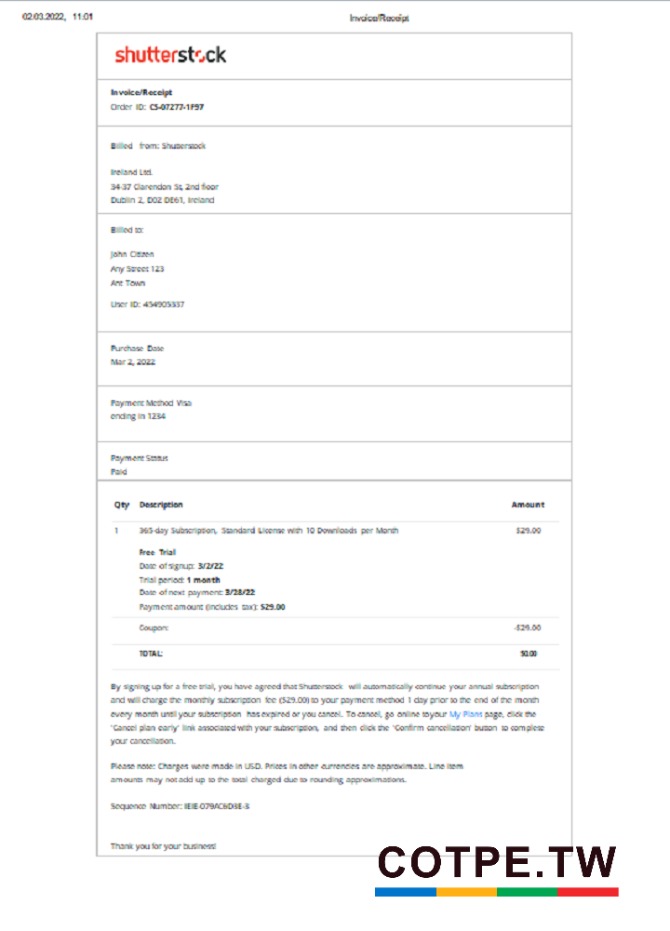 02.03.2022, 11:01
Invoice/Receipt
shutterstock
Invoice/Receipt
Order ID: CS-07277-1F97
Billed from: Shutterstock
Ireland Ltd.
34-37 Clarendon St, 2nd floor
Dublin 2, D02 DE61, Ireland
Billed to:
John Citizen
Any Street 123
Ant Town
User ID: 454905337
Purchase Date
Mar 2, 2022
Payment Method Visa
ending in 1234
Payment Status
Paid
Qty Description Amount
1 365-day Subscription, Standard License with 10 Downloads per Month $29.00
Free Trial
Date of signup: 3/2/22
Trial period: 1 month
Date of next payment: 3/28/22
Payment amount (includes tax): $29.00
Coupon: -$29.00
TOTAL: $0.00
By signing up for a free trial, you have agreed that Shutterstock will automatically continue your annual subscription
and will charge the monthly subscription fee ($29.00) to your payment method 1 day prior to the end of the month
every month until your subscription has expired or you cancel. To cancel, go online to your My Plans page, click the
'Cancel plan early' link associated with your subscription, and then click the 'Confirm cancellation' button to complete
your cancellation.
Please note: Charges were made in USD. Prices in other currencies are approximate. Line item
amounts may not add up to the total charged due to rounding approximations.
Sequence Number:
Thank you for your business!
COTPE.TW